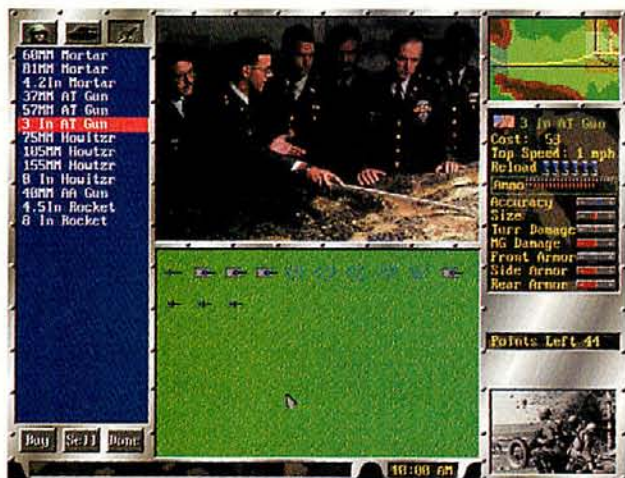 60MM Mortar
81MM Mortar
4.2In Mortar
37MM AT Gun
57MM AT Gun
3 In AT Gun
75MM Howitzr
105MM Howtzr
155MM Howtzr
8 In Howitzr
40MM AA Gun
4.5In Rocket
8 In Rocket
Buy
Sell
Done
10:00 AM
3 in AT Gun
Cost: 53
Top Speed: 1 mph
Reload
Ammo
Accuracy
Size
Turr Damage
MG Damage
Front Armor
Side Armor
Rear Armor
Points Left 44